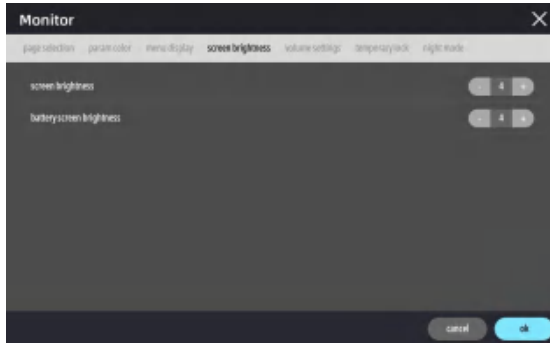 Monitor
page selection param color menu display screen brightness volume settings temporary lock night mode
screen brightness - 4 +
battery screen brightness - 4 +
cancel ok